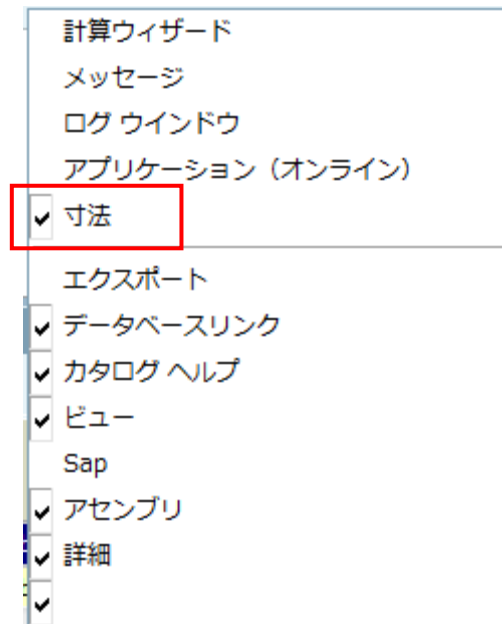 計算ウィザード
メッセージ
ログ ウインドウ
アプリケーション（オンライン）
寸法
エクスポート
データベースリンク
カタログ ヘルプ
ビュー
Sap
アセンブリ
詳細